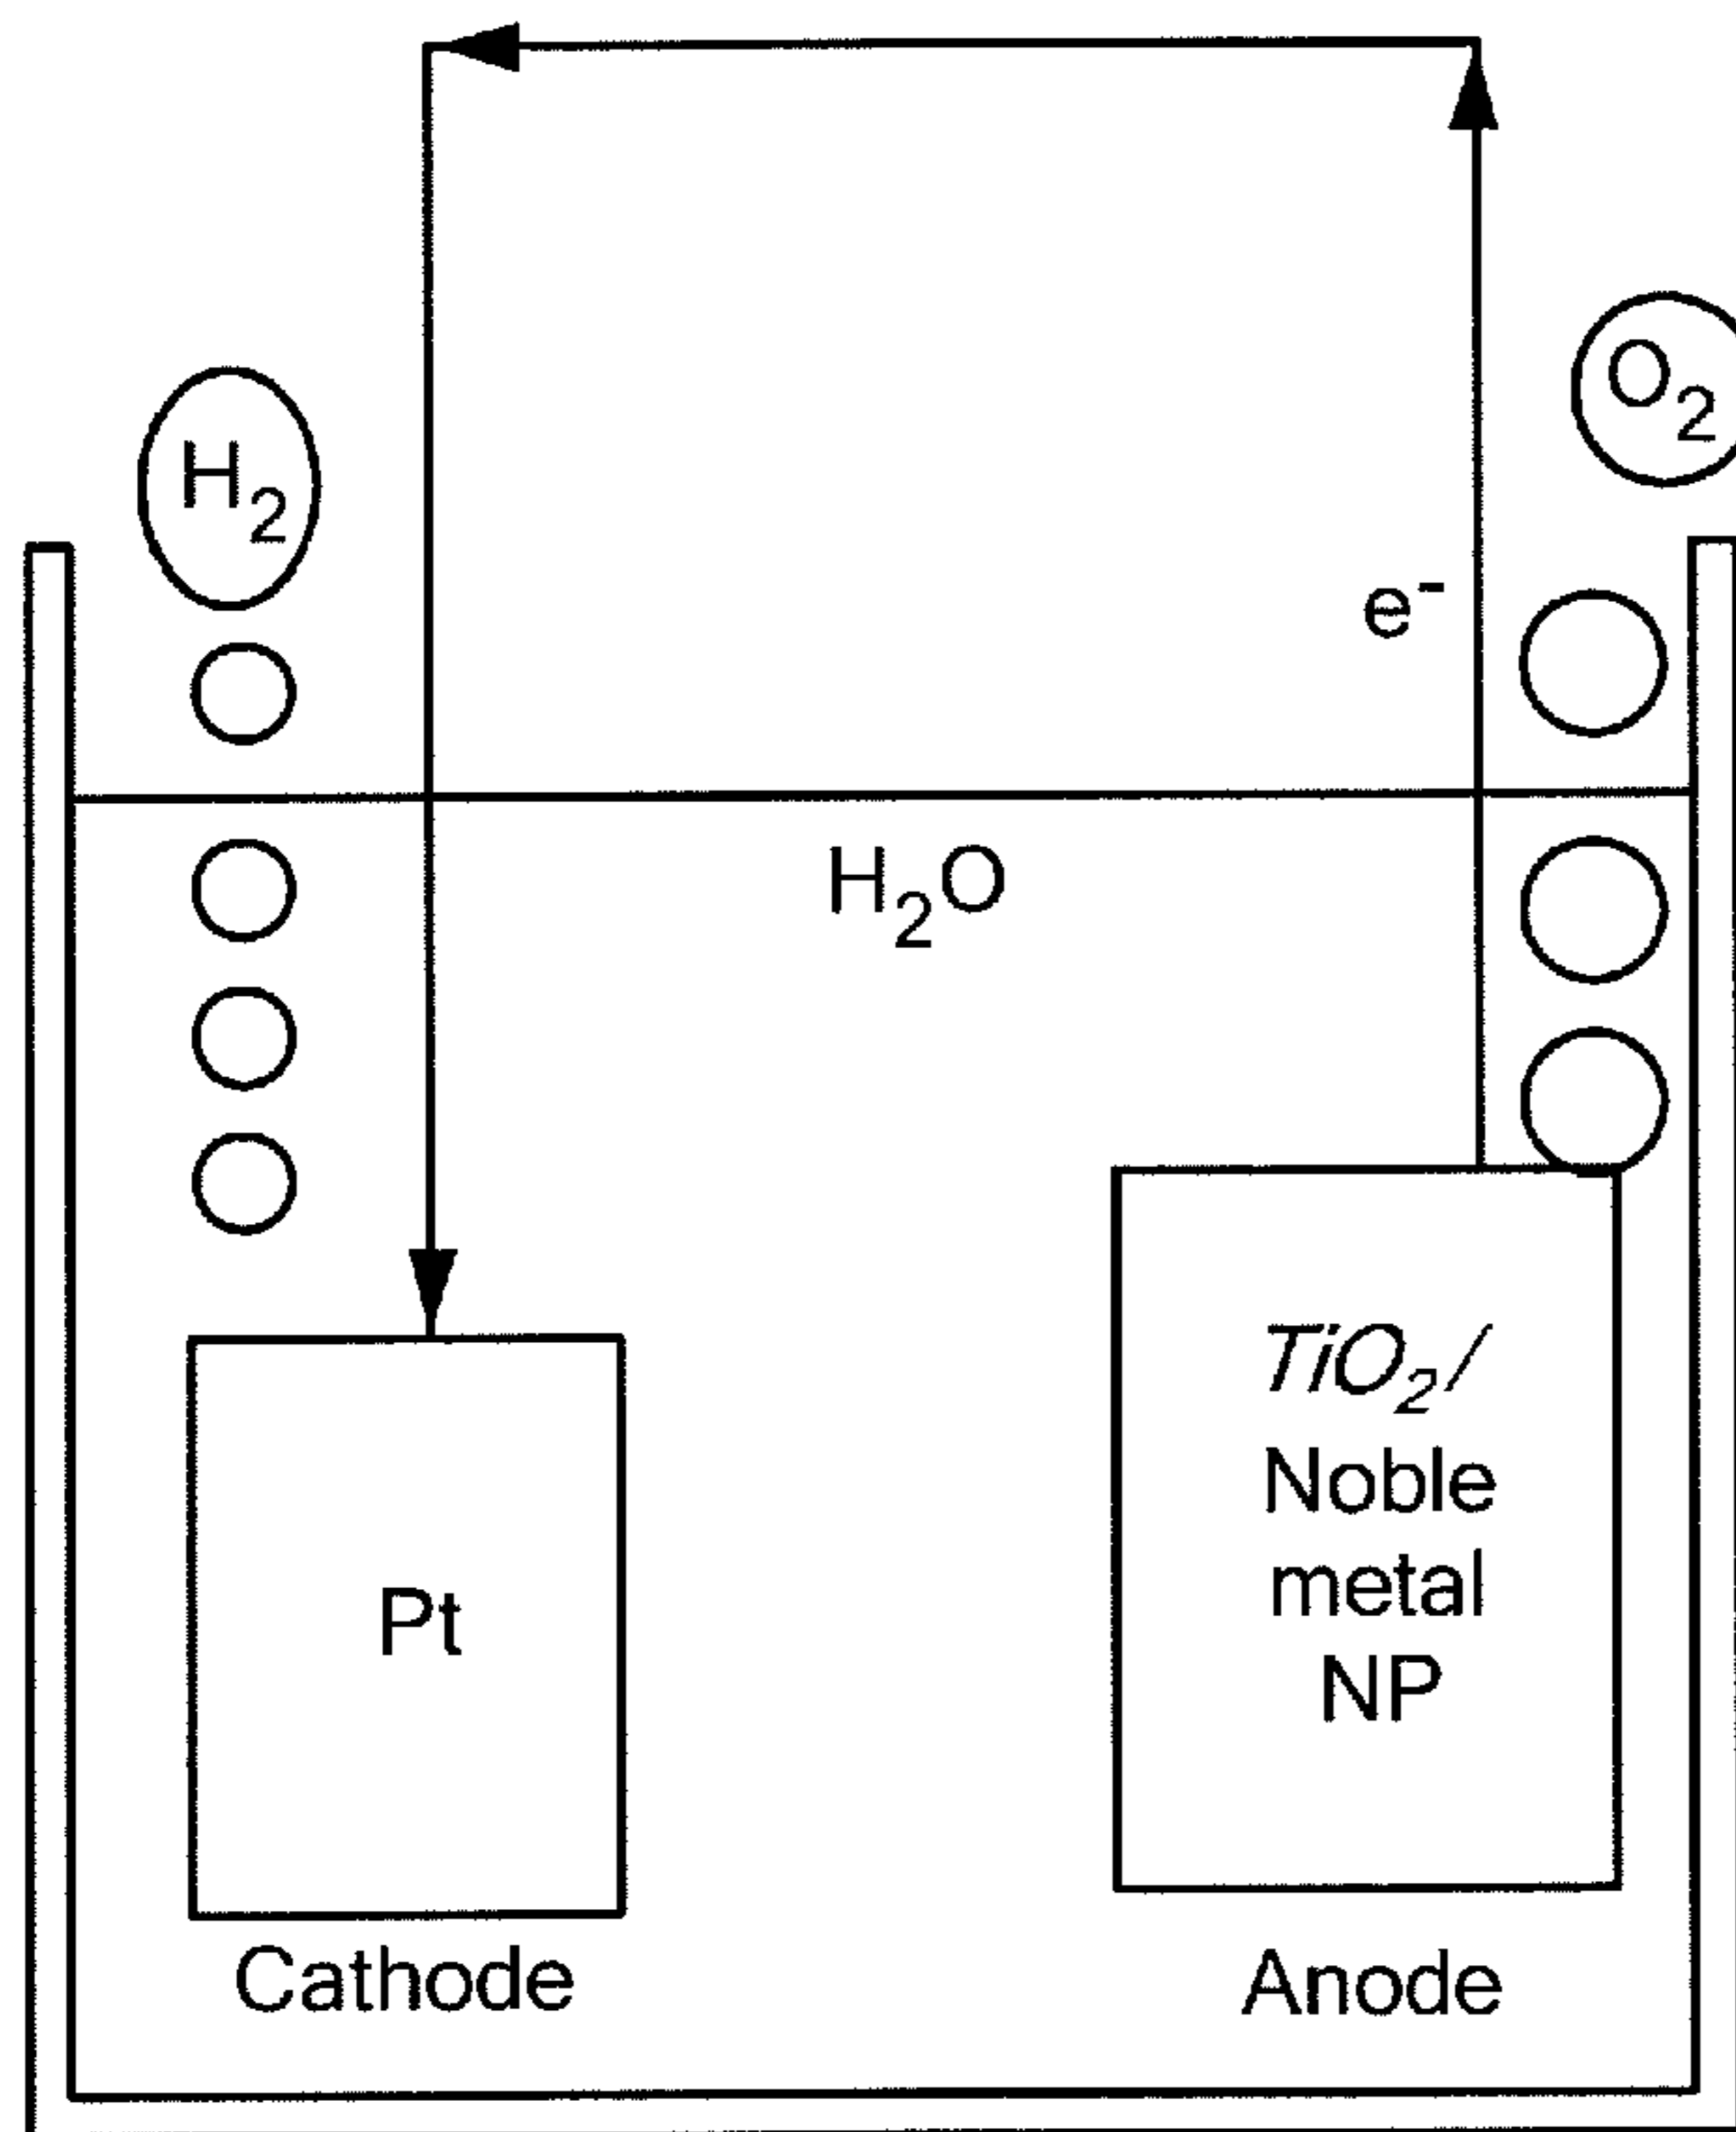 H2
O2
e-
H2O
Pt
TiO2/
Noble
metal
NP
Cathode
Anode